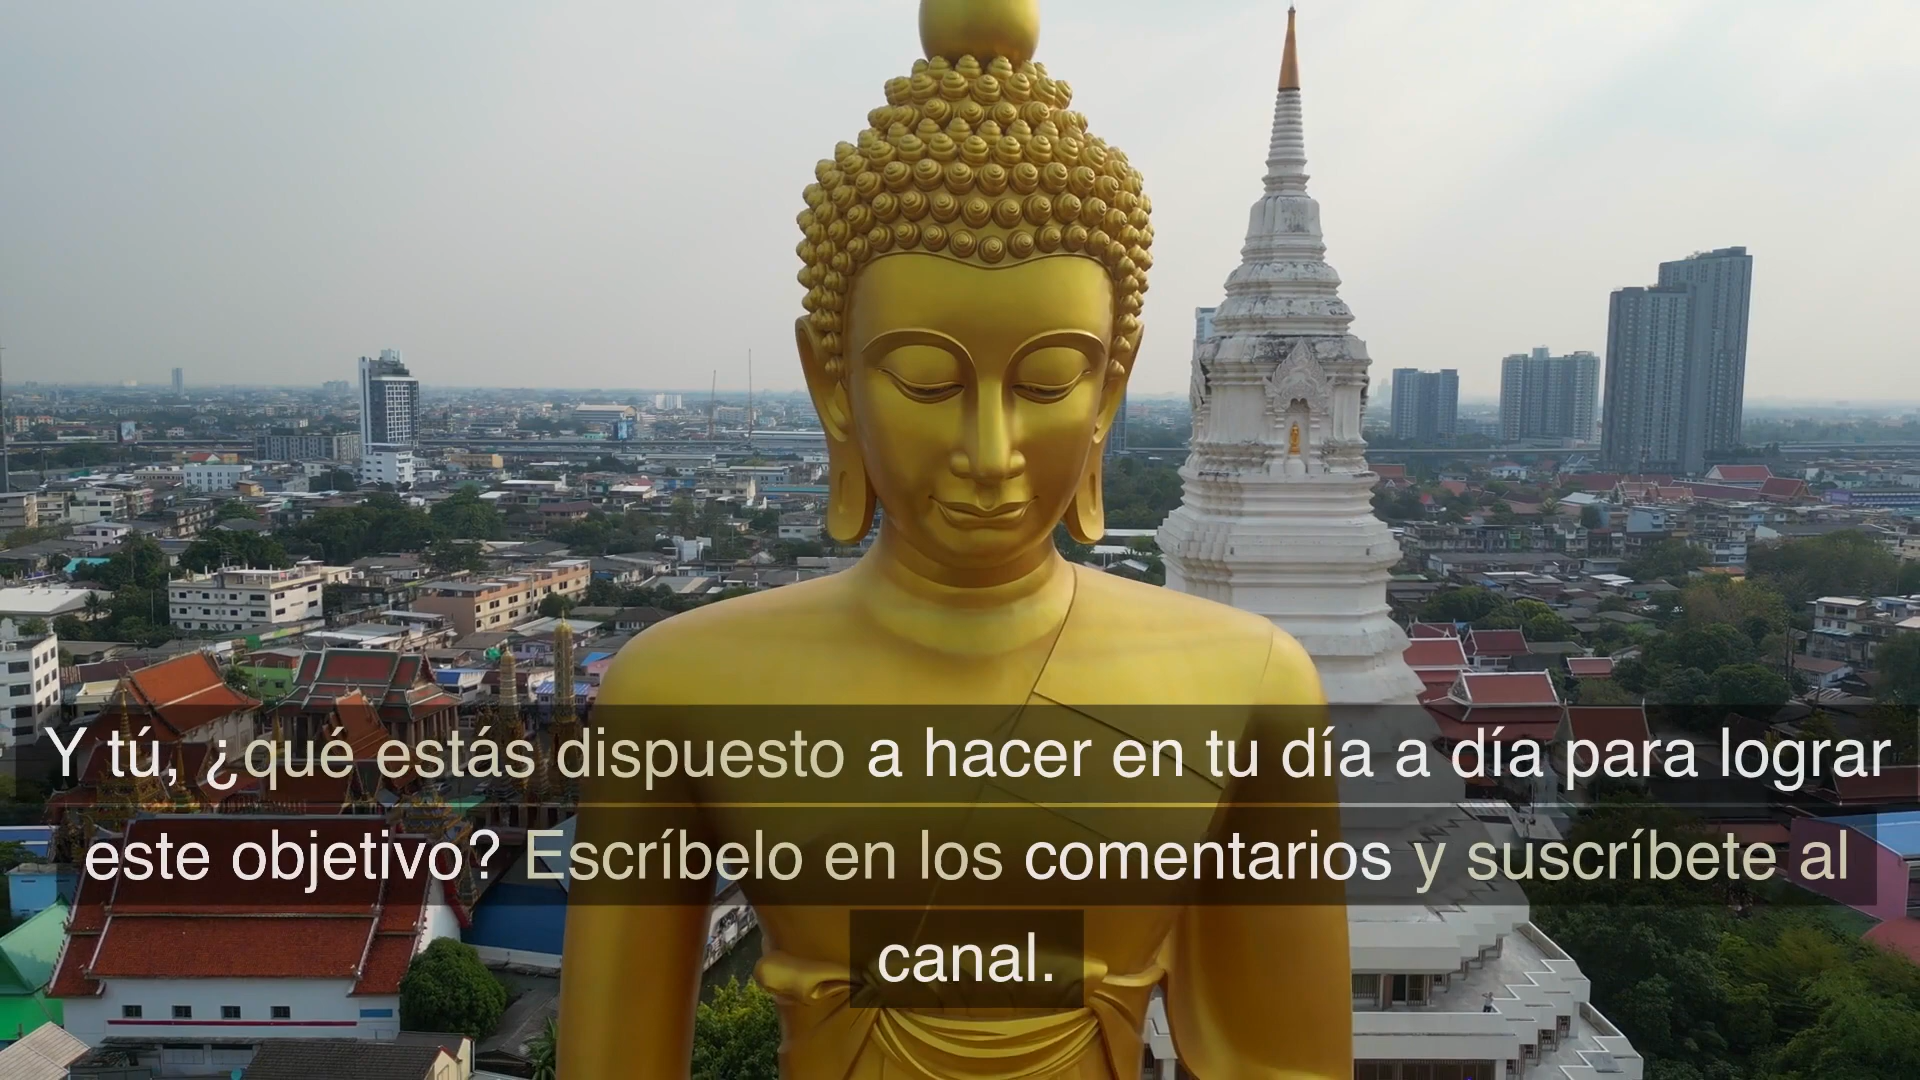 Y tú, ¿qué estás dispuesto a hacer en tu día a día para lograr
este objetivo? Escríbelo en los comentarios y suscríbete al
canal.